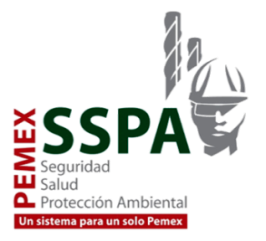 PEMEX
SSPA
Seguridad
Salud
Protección Ambiental
Un sistema para un solo Pemex